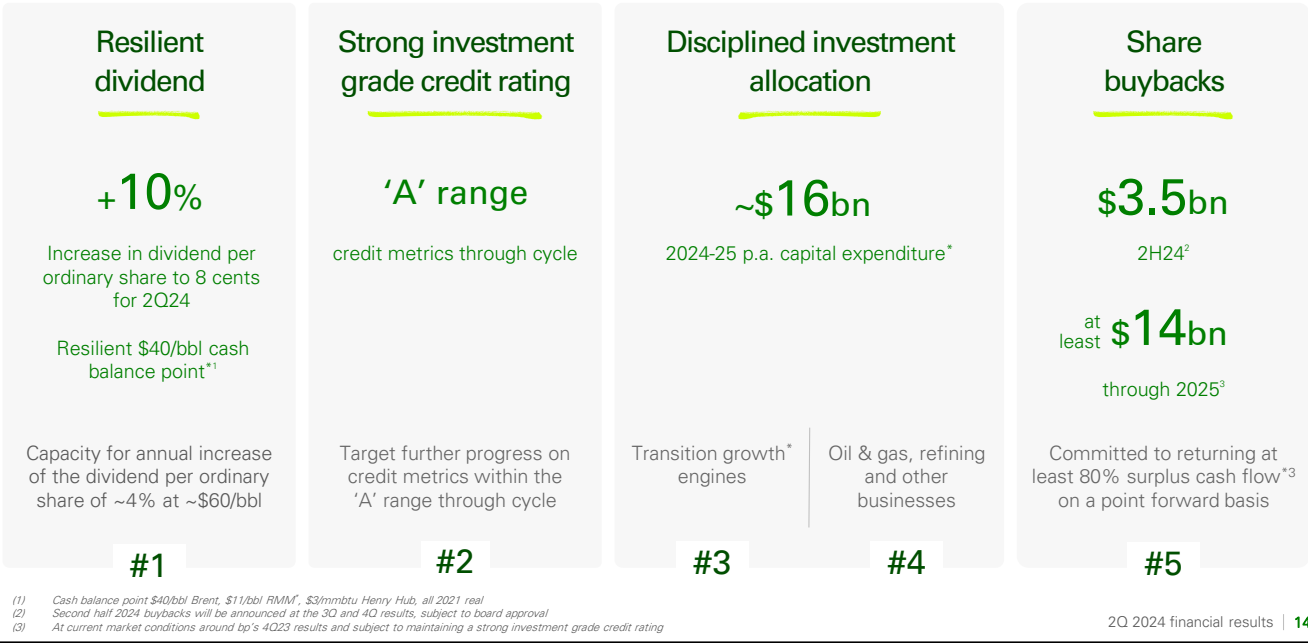 Resilient
dividend
+10%
Increase in dividend per
ordinary share to 8 cents
for 2Q24
Resilient $40/bbl cash
balance point*1
Capacity for annual increase
of the dividend per ordinary
share of ~4% at ~$60/bbl
#1
Strong investment
grade credit rating
‘A’ range
credit metrics through cycle
Target further progress on
credit metrics within the
‘A’ range through cycle
#2
Disciplined investment
allocation
~$16bn
2024-25 p.a. capital expenditure*
Transition growth*
engines
#3
Oil & gas, refining
and other
businesses
#4
Share
buybacks
$3.5bn
2H24²
at
least $14bn
through 2025³
Committed to returning at
least 80% surplus cash flow*3
on a point forward basis
#5
(1) Cash balance point $40/bbl Brent, $11/bbl RMM*, $3/mmbtu Henry Hub, all 2021 real
(2) Second half 2024 buybacks will be announced at the 3Q and 4Q results, subject to board approval
(3) At current market conditions around bp's 4Q23 results and subject to maintaining a strong investment grade credit rating
2Q 2024 financial results | 14